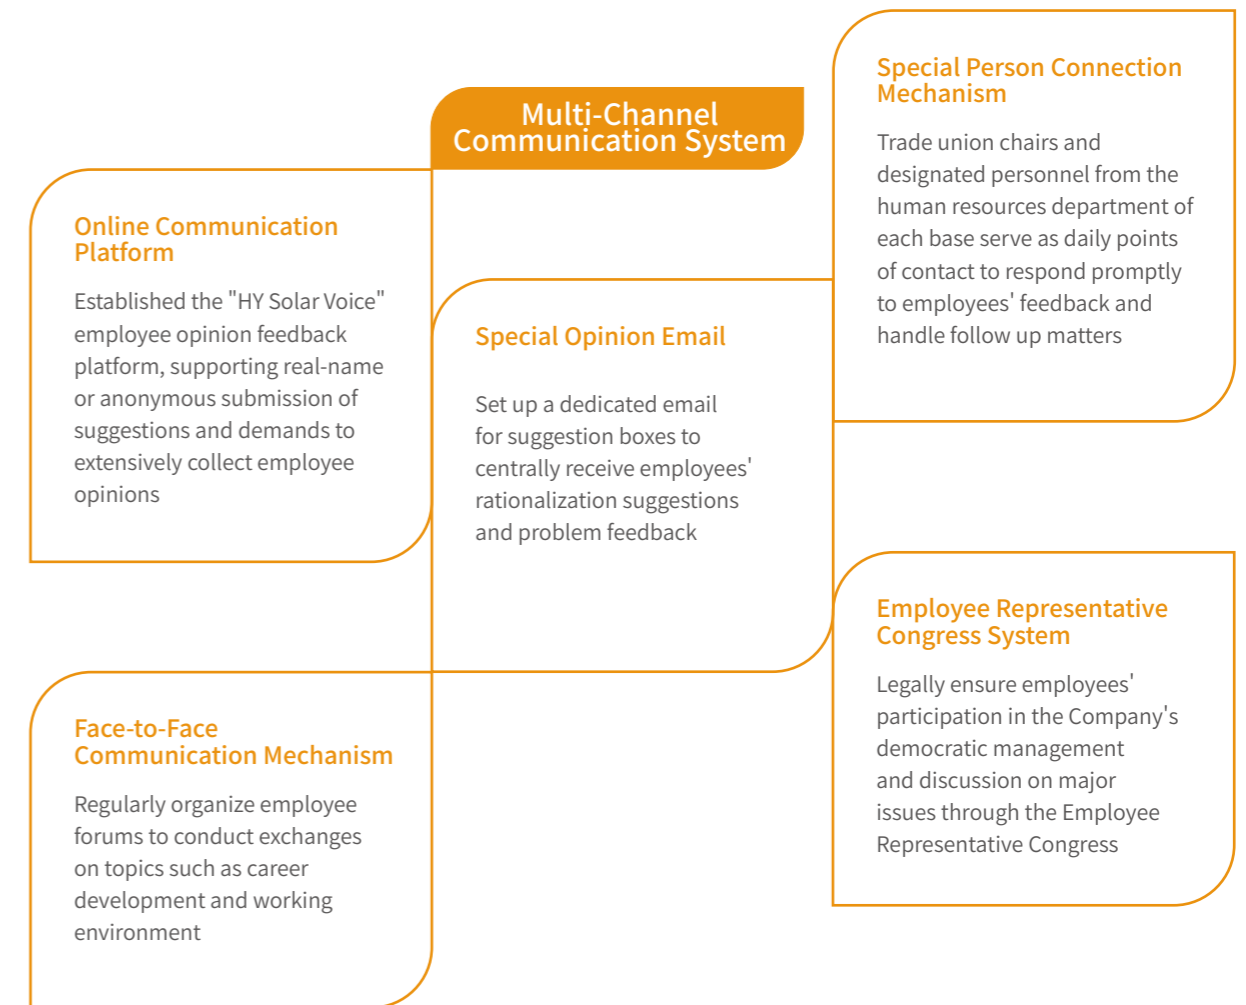 Multi-Channel
Communication System
Online Communication
Platform
Established the "HY Solar Voice"
employee opinion feedback
platform, supporting real-name
or anonymous submission of
suggestions and demands to
extensively collect employee
opinions
Face-to-Face
Communication Mechanism
Regularly organize employee
forums to conduct exchanges
on topics such as career
development and working
environment
Special Opinion Email
Set up a dedicated email
for suggestion boxes to
centrally receive employees'
rationalization suggestions
and problem feedback
Special Person Connection
Mechanism
Trade union chairs and
designated personnel from the
human resources department of
each base serve as daily points
of contact to respond promptly
to employees' feedback and
handle follow up matters
Employee Representative
Congress System
Legally ensure employees'
participation in the Company's
democratic management
and discussion on major
issues through the Employee
Representative Congress